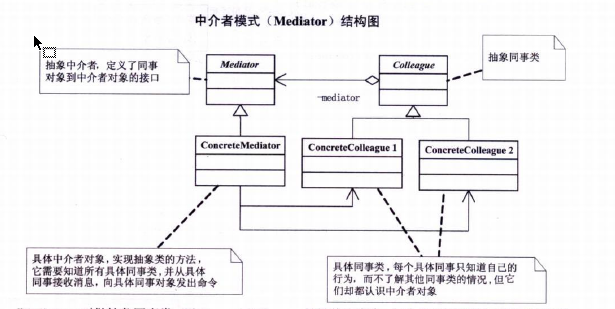 中介者模式（Mediator）结构图
抽象中介者，定义了同事
对象到中介者对象的接口
Mediator
Colleague
抽象同事类
-mediator
ConcreteMediator
ConcreteColleague 1
ConcreteColleague 2
具体中介者对象，实现抽象类的方法，
它需要知道所有具体同事类，并从具体
同事接收消息，向具体同事对象发出命令
具体同事类，每个具体同事只知道自己的
行为，而不了解其他同事类的情况，但它
们却都认识中介者对象